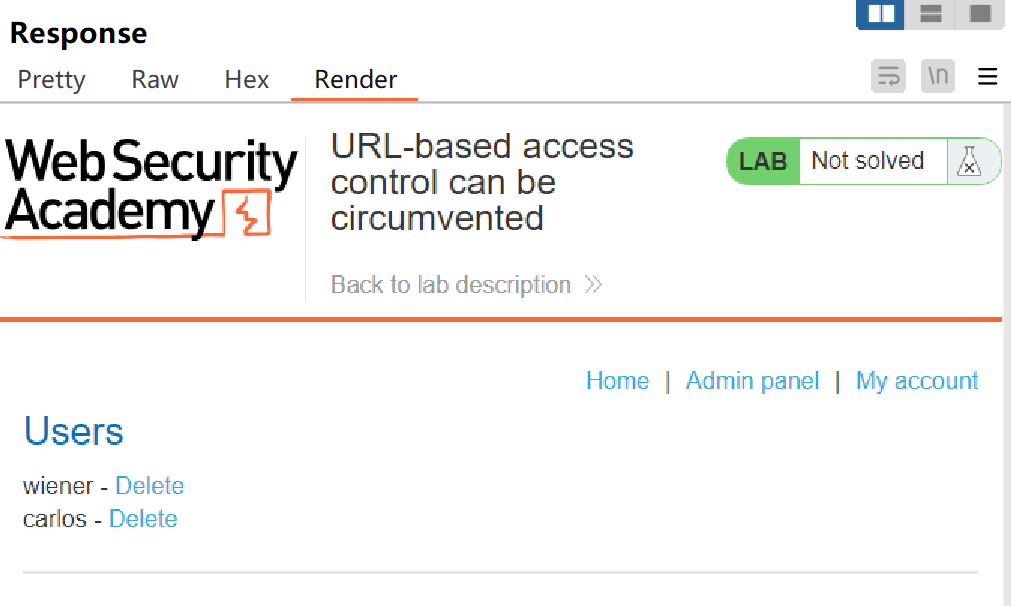 Response
Pretty Raw Hex Render \n
Web Security
Academy
URL-based access
control can be
circumvented
LAB Not solved
Back to lab description
Home | Admin panel | My account
Users
wiener - Delete
carlos - Delete